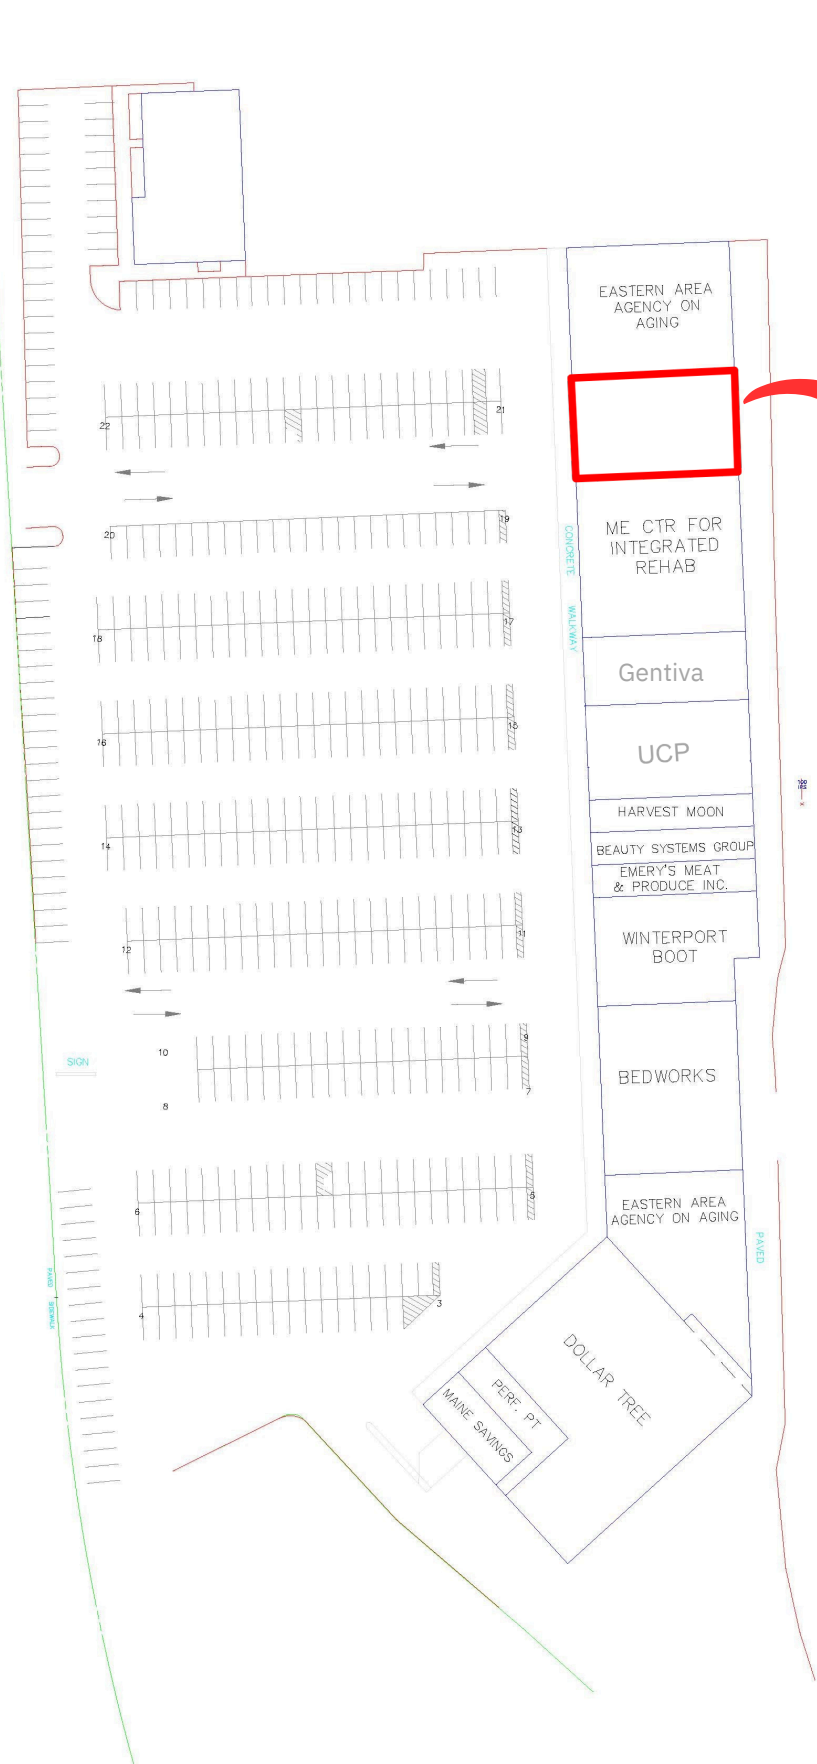 EASTERN AREA
AGENCY ON
AGING
21
22
19
20
ME CTR FOR
INTEGRATED
REHAB
CONCRETE WALKWAY
17
18
Gentiva
15
16
UCP
HARVEST MOON
13
14
BEAUTY SYSTEMS GROUP
EMERY'S MEAT
& PRODUCE INC.
11
12
WINTERPORT
BOOT
9
10
SIGN
BEDWORKS
7
8
5
6
EASTERN AREA
AGENCY ON AGING
PAVED
PAVED SIDEWALK
3
4
DOLLAR TREE
PERF. PT
MAINE SAVINGS